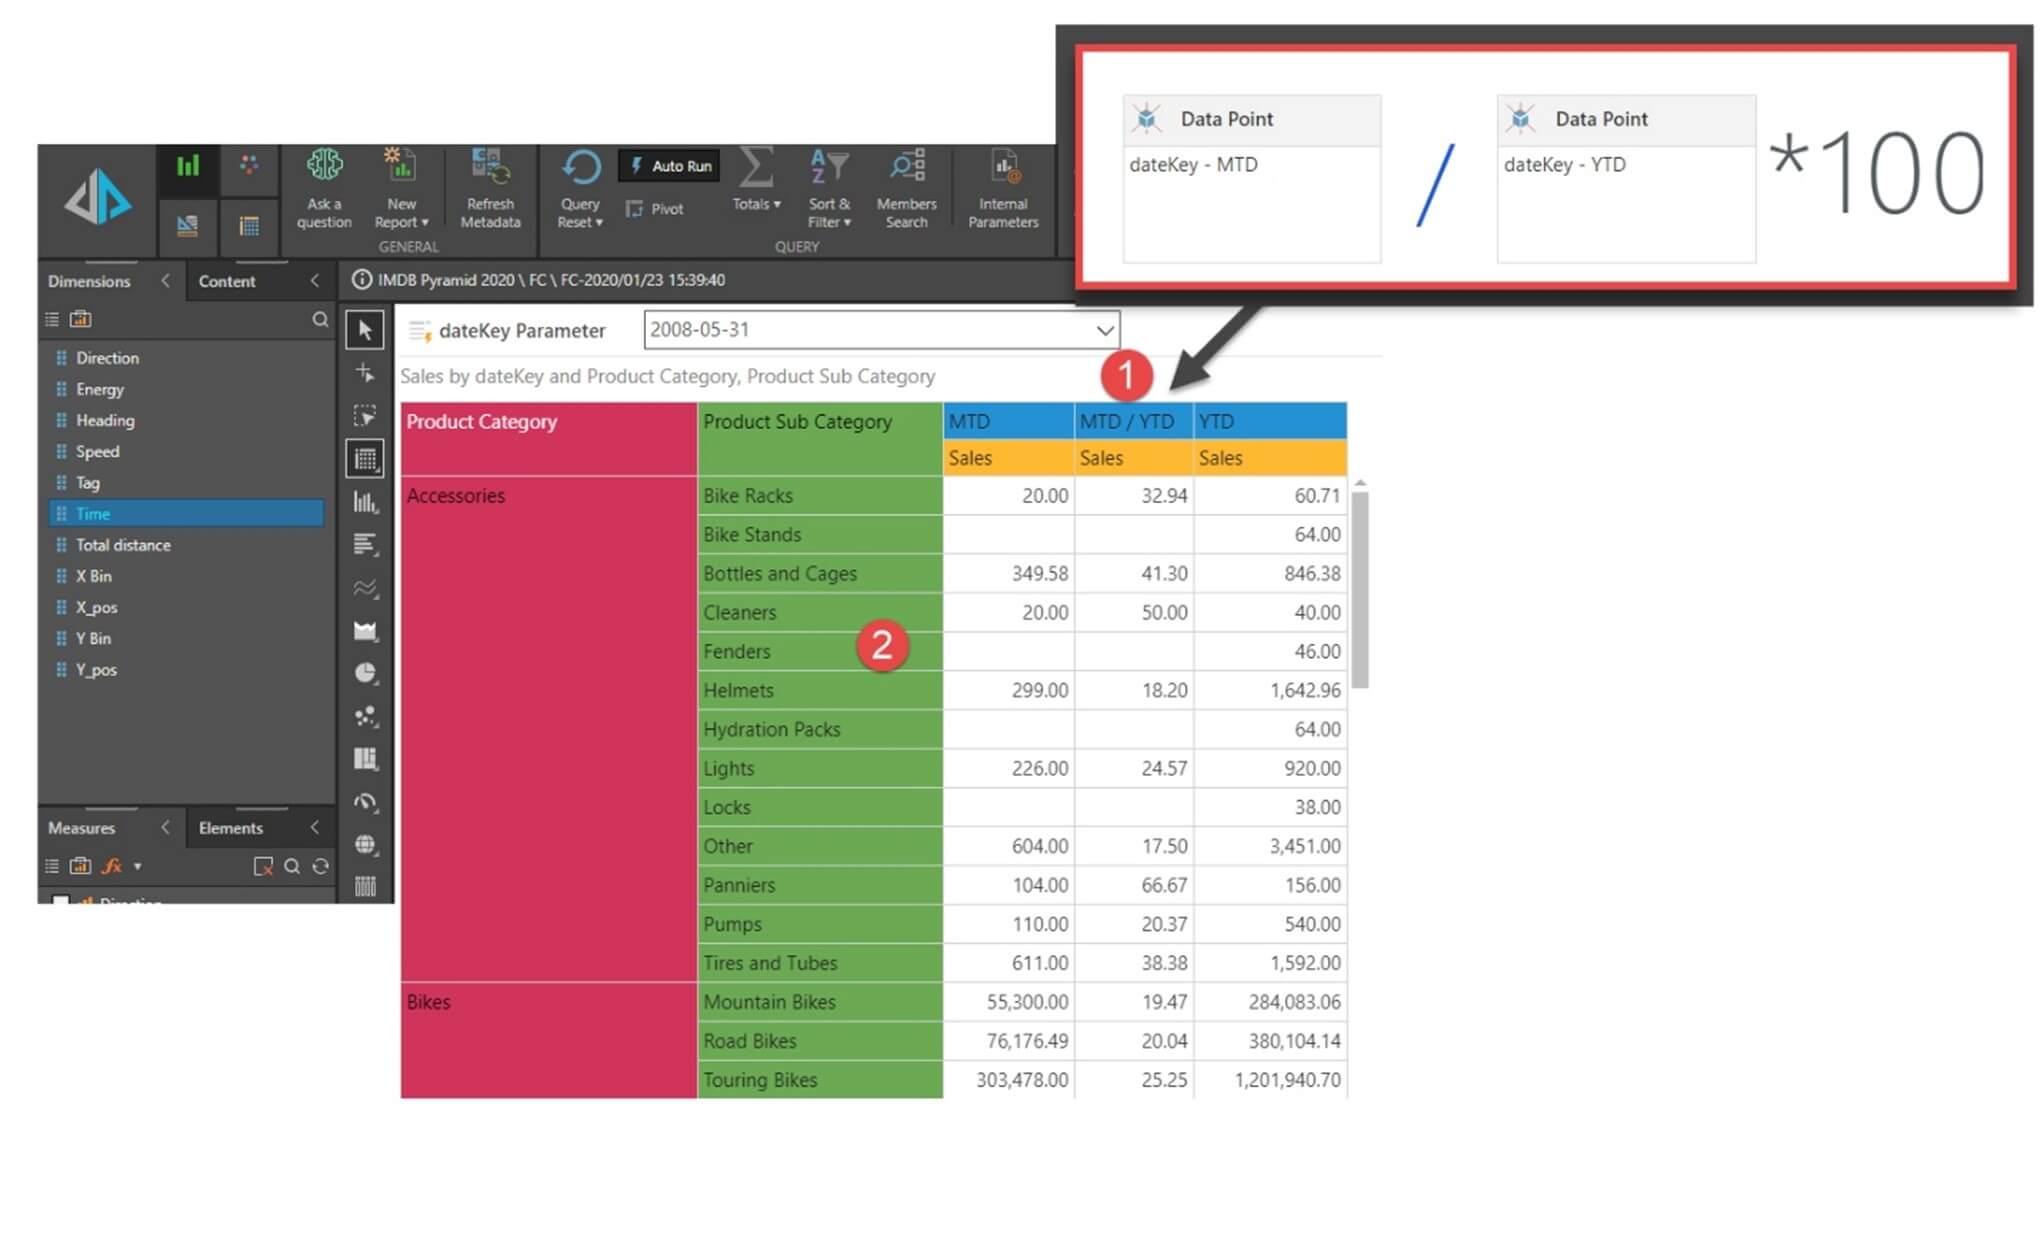 Data Point
Data Point
dateKey - MTD
/
dateKey - YTD
*100
Ask a question
New Report
Refresh Metadata
GENERAL
Query Reset
Auto Run
Pivot
Totals
Sort & Filter
Members Search
QUERY
Internal Parameters
Dimensions
Content
IMDB Pyramid 2020 \ FC \ FC-2020/01/23 15:39:40
Direction
Energy
Heading
Speed
Tag
Time
Total distance
X Bin
X_pos
Y Bin
Y_pos
Measures
Elements
fx
Direction
dateKey Parameter 2008-05-31
Sales by dateKey and Product Category, Product Sub Category
1
Product Category Product Sub Category MTD MTD / YTD YTD
Sales Sales Sales
Accessories Bike Racks 20.00 32.94 60.71
Bike Stands 64.00
Bottles and Cages 349.58 41.30 846.38
Cleaners 20.00 50.00 40.00
2
Fenders 46.00
Helmets 299.00 18.20 1,642.96
Hydration Packs 64.00
Lights 226.00 24.57 920.00
Locks 38.00
Other 604.00 17.50 3,451.00
Panniers 104.00 66.67 156.00
Pumps 110.00 20.37 540.00
Tires and Tubes 611.00 38.38 1,592.00
Bikes Mountain Bikes 55,300.00 19.47 284,083.06
Road Bikes 76,176.49 20.04 380,104.14
Touring Bikes 303,478.00 25.25 1,201,940.70